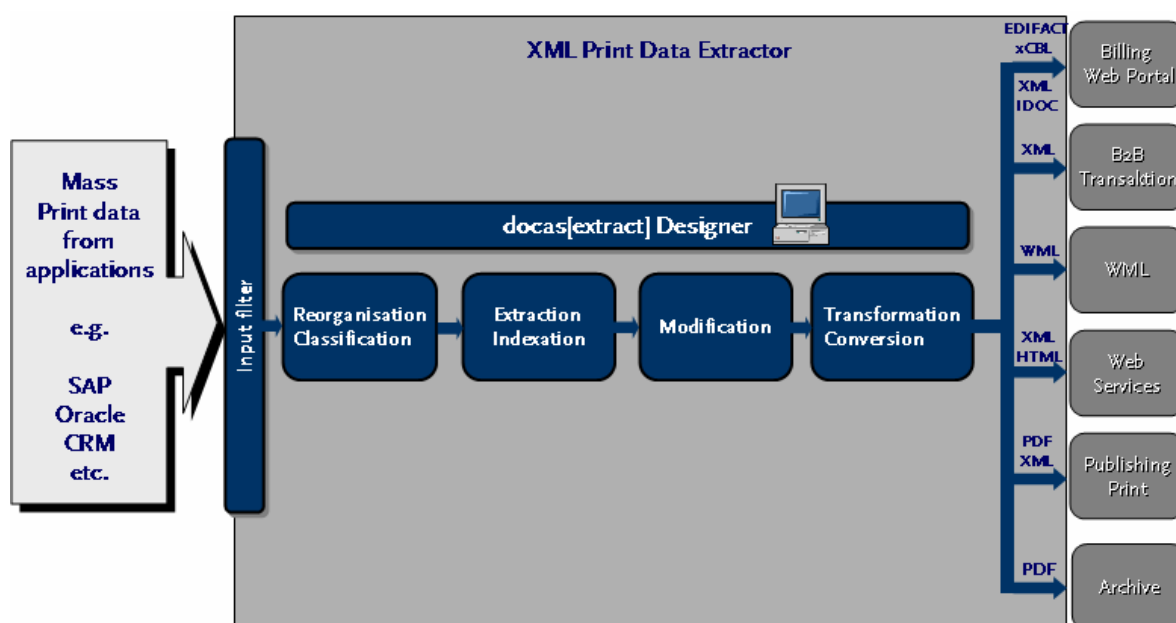 XML Print Data Extractor
Mass
Print data
from
applications
e.g.
SAP
Oracle
CRM
etc.
Input filter
docas[extract] Designer
Reorganisation
Classification
Extraction
Indexation
Modification
Transformation
Conversion
EDIFACT
xCBL
XML
IDOC
Billing
Web Portal
XML
B2B
Transaktion
WML
WML
XML
HTML
Web
Services
PDF
XML
Publishing
Print
PDF
Archive